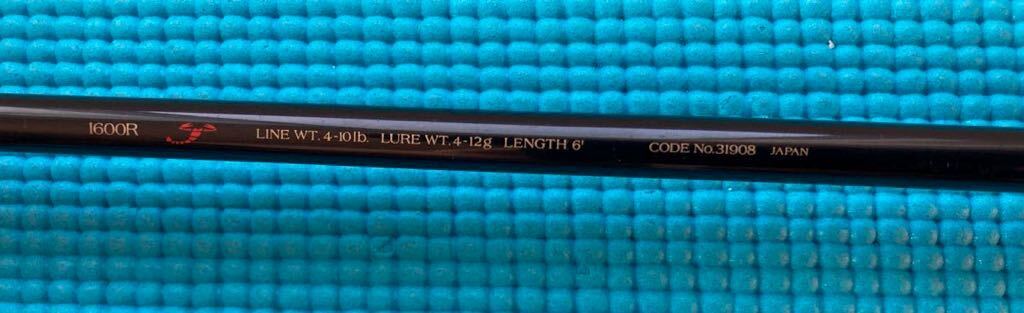 1600R LINE WT. 4-10lb. LURE WT. 4-12g LENGTH 6' CODE No.31908 JAPAN